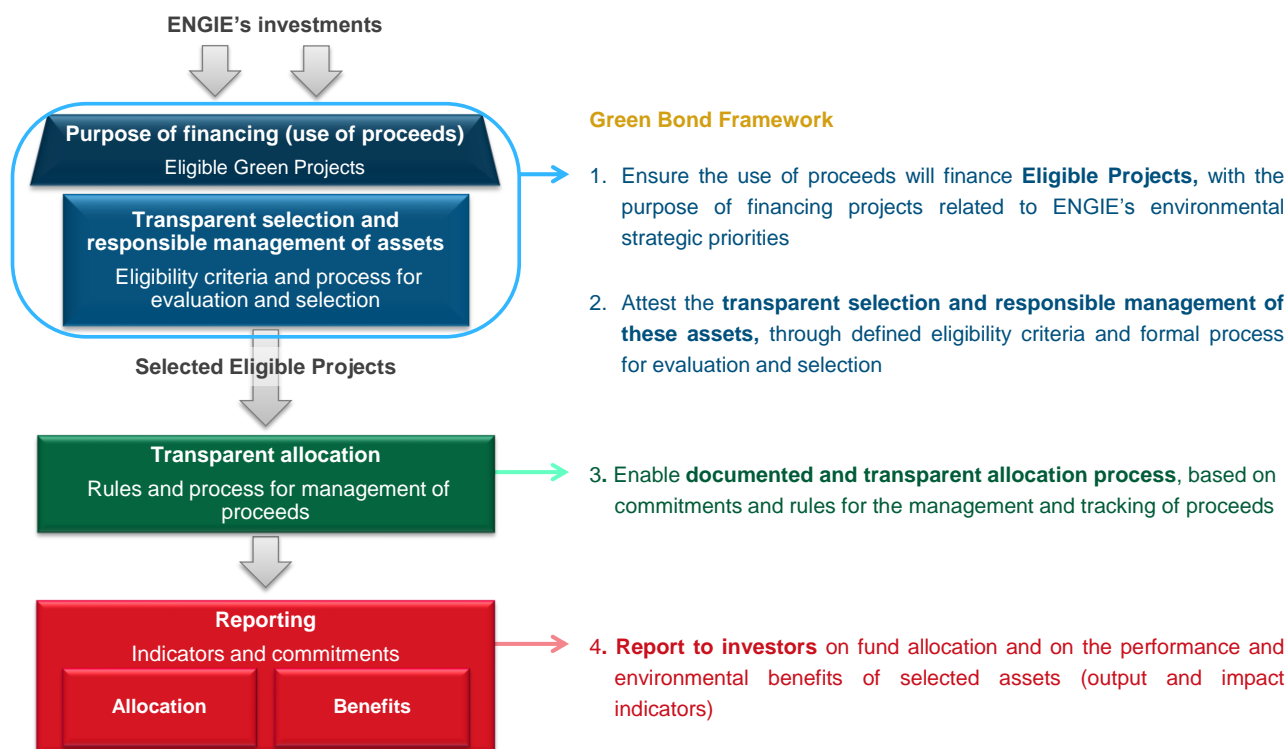 ENGIE's investments
Purpose of financing (use of proceeds)
Eligible Green Projects
Transparent selection and
responsible management of assets
Eligibility criteria and process for
evaluation and selection
Selected Eligible Projects
Transparent allocation
Rules and process for management of
proceeds
Reporting
Indicators and commitments
Allocation
Benefits
Green Bond Framework
1. Ensure the use of proceeds will finance Eligible Projects, with the
purpose of financing projects related to ENGIE's environmental
strategic priorities
2. Attest the transparent selection and responsible management of
these assets, through defined eligibility criteria and formal process
for evaluation and selection
3. Enable documented and transparent allocation process, based on
commitments and rules for the management and tracking of proceeds
4. Report to investors on fund allocation and on the performance and
environmental benefits of selected assets (output and impact
indicators)